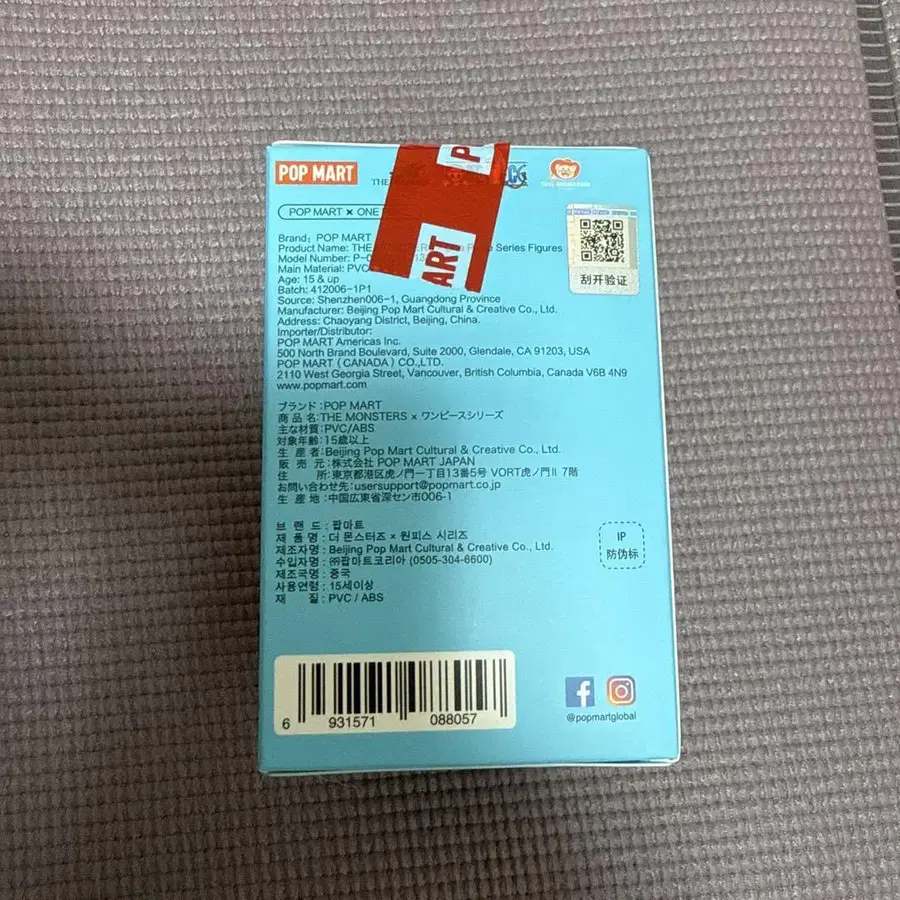 POP MART
POP MART × ONE
POP
MART
刮开验证
Brand: POP MART
Product Name: THE Series Figures
Model Number: P-0
Main Material: PVC
Age: 15 & up
Batch: 412006-1P1
Source: Shenzhen006-1, Guangdong Province
Manufacturer: Beijing Pop Mart Cultural & Creative Co., Ltd.
Address: Chaoyang District, Beijing, China.
Importer/Distributor:
POP MART Americas Inc.
500 North Brand Boulevard, Suite 2000, Glendale, CA 91203, USA
POP MART (CANADA) CO.,LTD.
2110 West Georgia Street, Vancouver, British Columbia, Canada V6B 4N9
www.popmart.com
ブランド:POP MART
商 品 名:THE MONSTERS × ワンピースシリーズ
主な材質:PVC/ABS
対象年齢:15歳以上
生 産 者:Beijing Pop Mart Cultural & Creative Co., Ltd.
販 売 元:株式会社 POP MART JAPAN
住 所:東京都港区虎ノ門一丁目13番5号 VORT虎ノ門II 7階
お問い合わせ先:usersupport@popmart.co.jp
生 産 地:中国広東省深セン市006-1
브 랜 드 : 팝마트
제 품 명 : 더 몬스터즈 × 원피스 시리즈
제조자명 : Beijing Pop Mart Cultural & Creative Co., Ltd.
수입자명 : ㈜팝마트코리아 (0505-304-6600)
제조국명 : 중국
사용연령 : 15세이상
재 질 : PVC / ABS
IP
防伪标
6 931571 088057
@popmartglobal